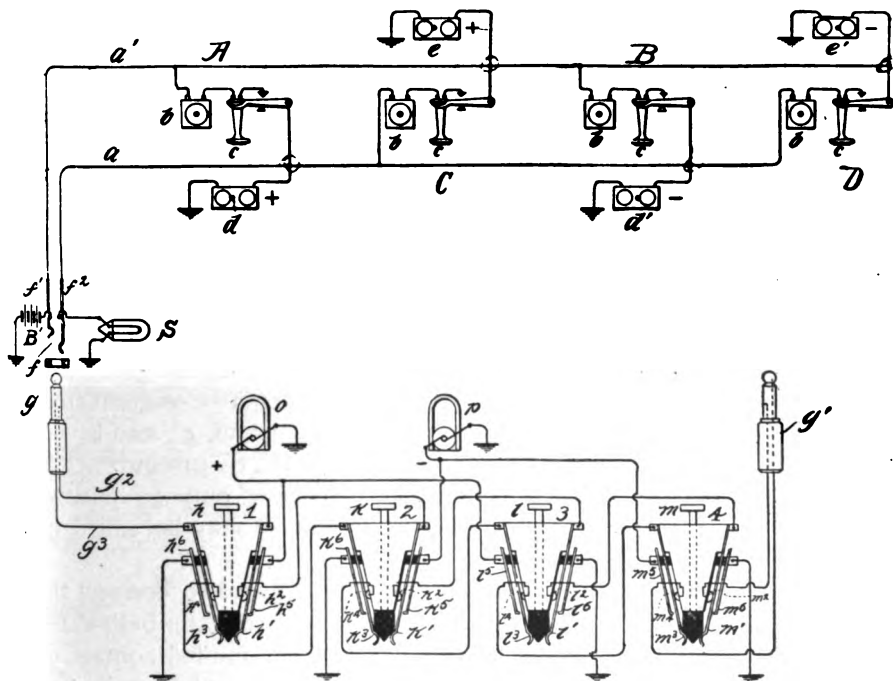 e + e' -
a' A B
b c b c b c b c
a C D
d + d' -
f' f²
B' S
f
g o p g'
+ -
g²
h 1 K 2 l 3 m 4
g³
h⁶ K⁶
h² K² l⁵ l² m⁵ m²
h⁴ h⁵ K⁴ K⁵ l⁴ l⁶ m⁴ m⁶
h³ h' K³ K' l³ l' m³ m'